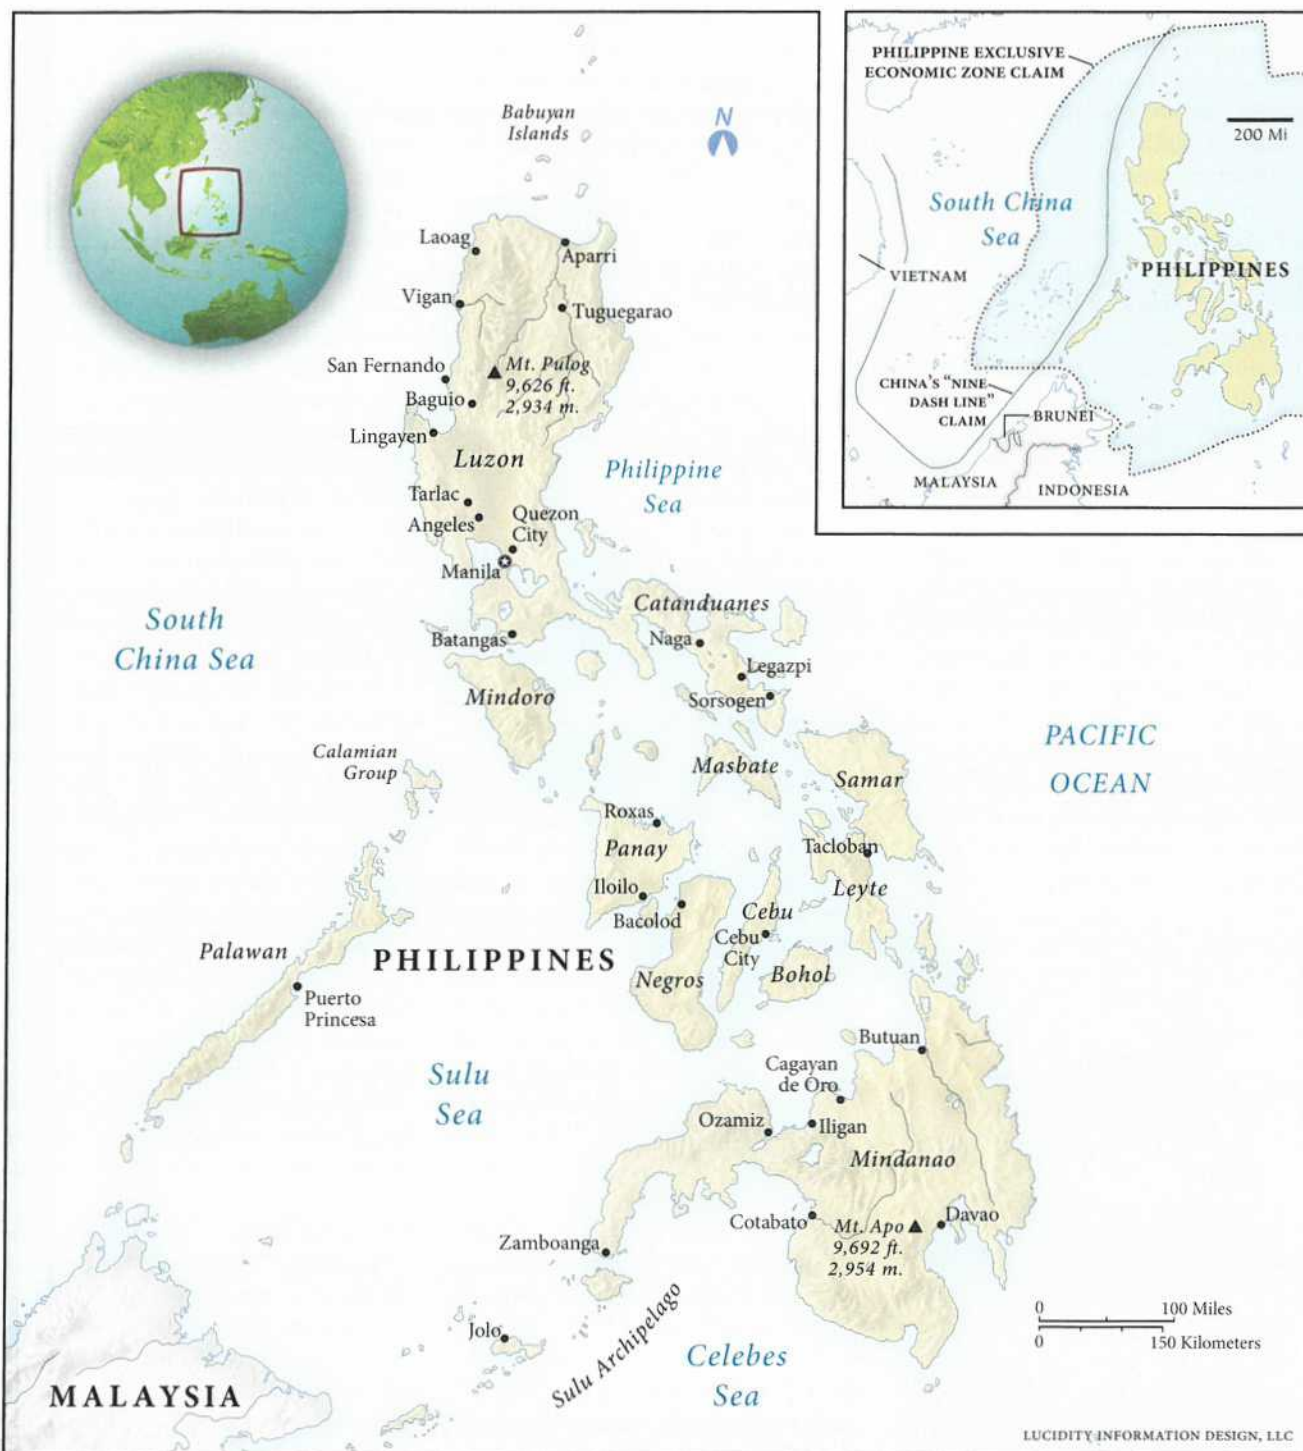 PHILIPPINE EXCLUSIVE
ECONOMIC ZONE CLAIM
200 Mi
South China
Sea
VIETNAM
PHILIPPINES
CHINA'S "NINE
DASH LINE"
CLAIM
BRUNEI
MALAYSIA
INDONESIA
Babuyan
Islands
N
Laoag
Aparri
Vigan
Tuguegarao
San Fernando
Mt. Pulog
9,626 ft.
2,934 m.
Baguio
Lingayen
Luzon
Philippine
Sea
Tarlac
Angeles
Quezon
City
Manila
South
China Sea
Catanduanes
Batangas
Naga
Legazpi
Mindoro
Sorsogen
PACIFIC
OCEAN
Calamian
Group
Masbate
Samar
Roxas
Panay
Tacloban
Iloilo
Leyte
Bacolod
Cebu
Cebu
City
Palawan
PHILIPPINES
Negros
Bohol
Puerto
Princesa
Butuan
Sulu
Sea
Cagayan
de Oro
Ozamiz
Iligan
Mindanao
Cotabato
Mt. Apo
9,692 ft.
2,954 m.
Davao
Zamboanga
Sulu Archipelago
Jolo
0 100 Miles
0 150 Kilometers
Celebes
Sea
MALAYSIA
LUCIDITY INFORMATION DESIGN, LLC